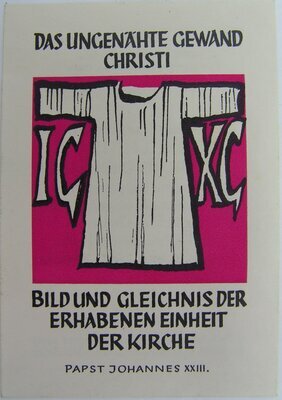 DAS UNGENÄHTE GEWAND
CHRISTI
IC XC
BILD UND GLEICHNIS DER
ERHABENEN EINHEIT
DER KIRCHE
PAPST JOHANNES XXIII.